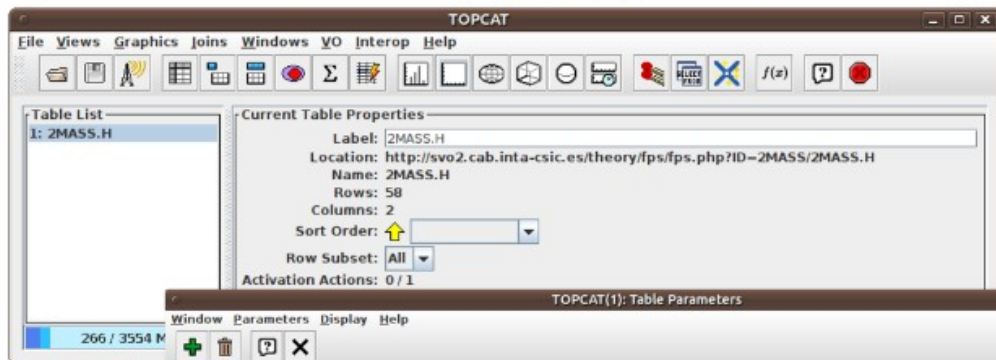 TOPCAT
File Views Graphics Joins Windows VO Interop Help
Σ SELECT FROM f(x) ?
Table List
1: 2MASS.H
Current Table Properties
Label: 2MASS.H
Location: http://svo2.cab.inta-csic.es/theory/fps/fps.php?ID=2MASS/2MASS.H
Name: 2MASS.H
Rows: 58
Columns: 2
Sort Order:
Row Subset: All
Activation Actions: 0 / 1
266 / 3554 M
TOPCAT(1): Table Parameters
Window Parameters Display Help
?